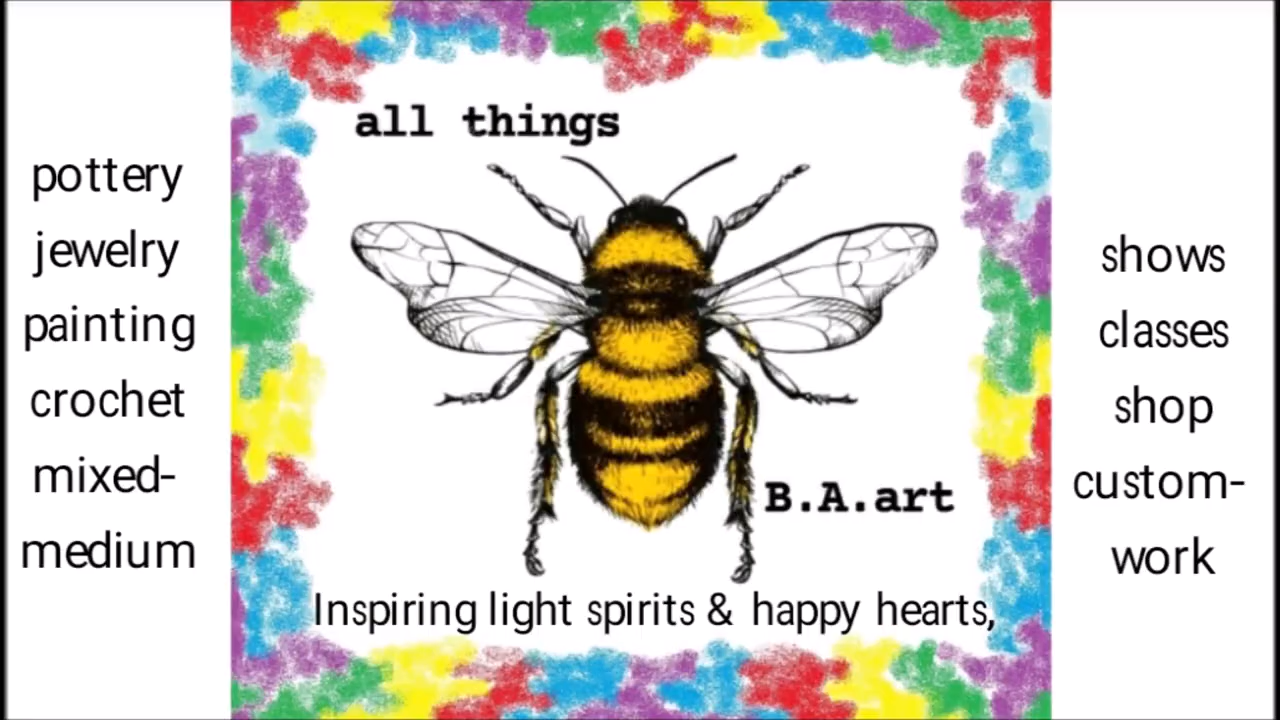 pottery
jewelry
painting
crochet
mixed-
medium
all things
B.A.art
Inspiring light spirits & happy hearts,
shows
classes
shop
custom-
work